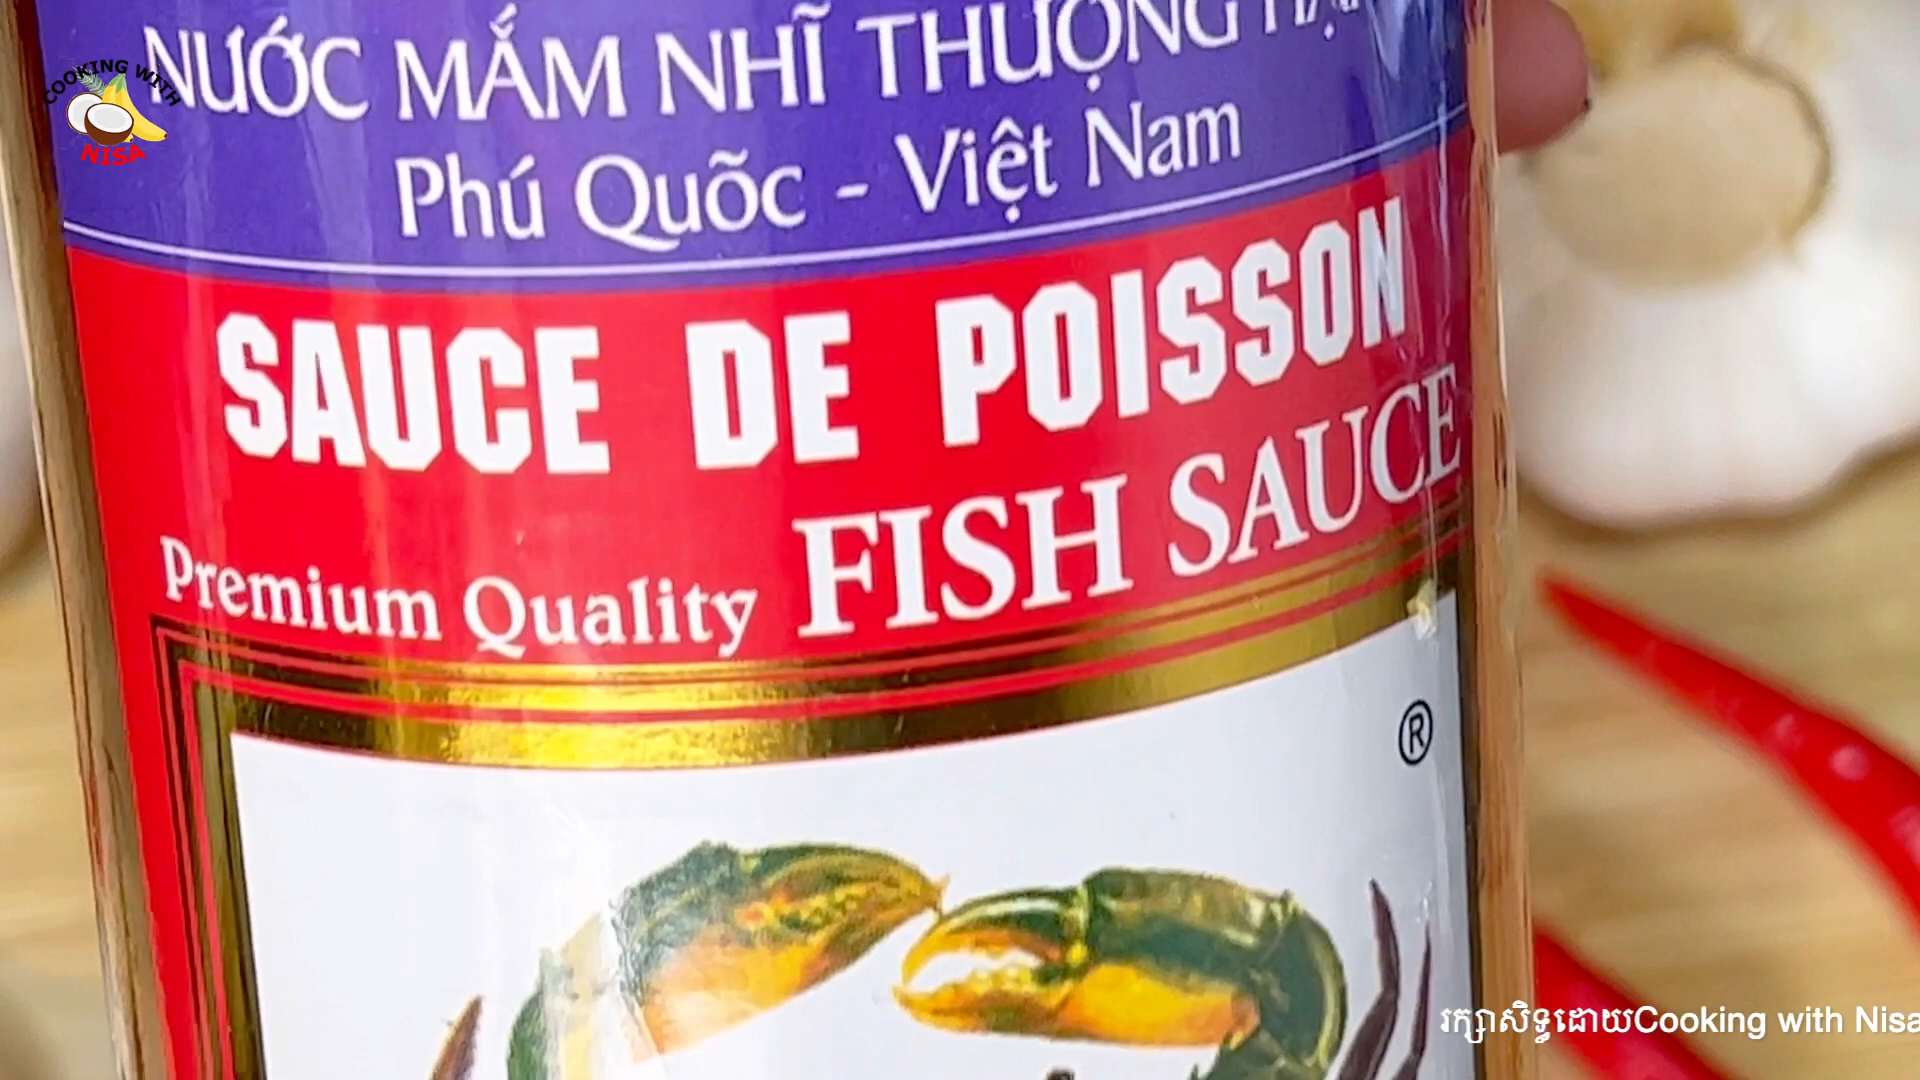 COOKING WITH
NISA
NƯỚC MẮM NHĨ THƯỢNG
Phú Quõc - Việt Nam
SAUCE DE POISSON
Premium Quality FISH SAUCE
®
រក្សាសិទ្ធដោយCooking with Nisa